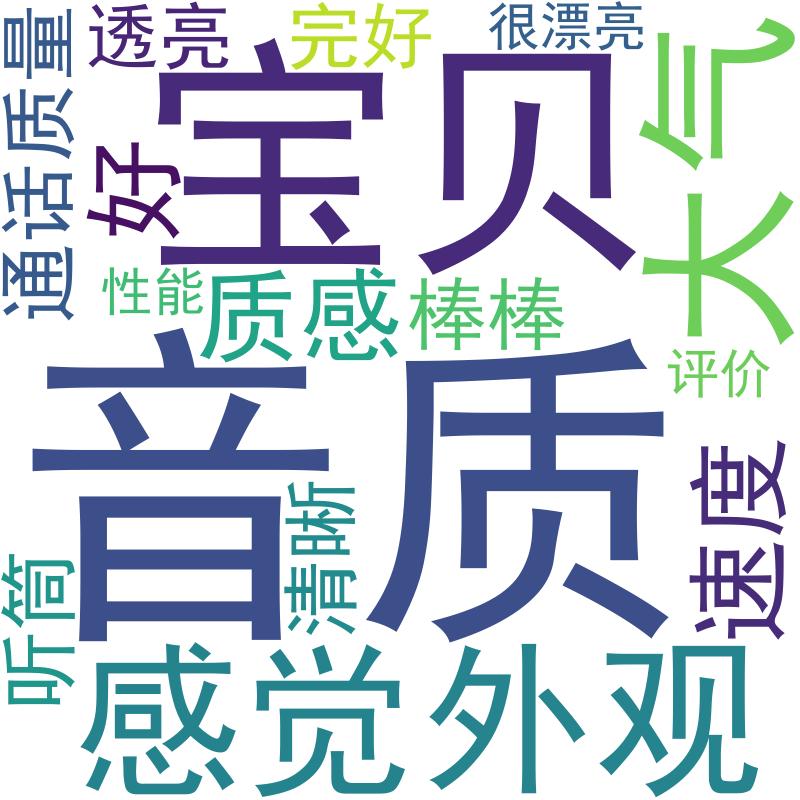 透亮
完好
很漂亮
通话质量
宝贝
大气
好
性能
质感
棒棒
评价
音质
速度
清晰
听筒
感觉
外观